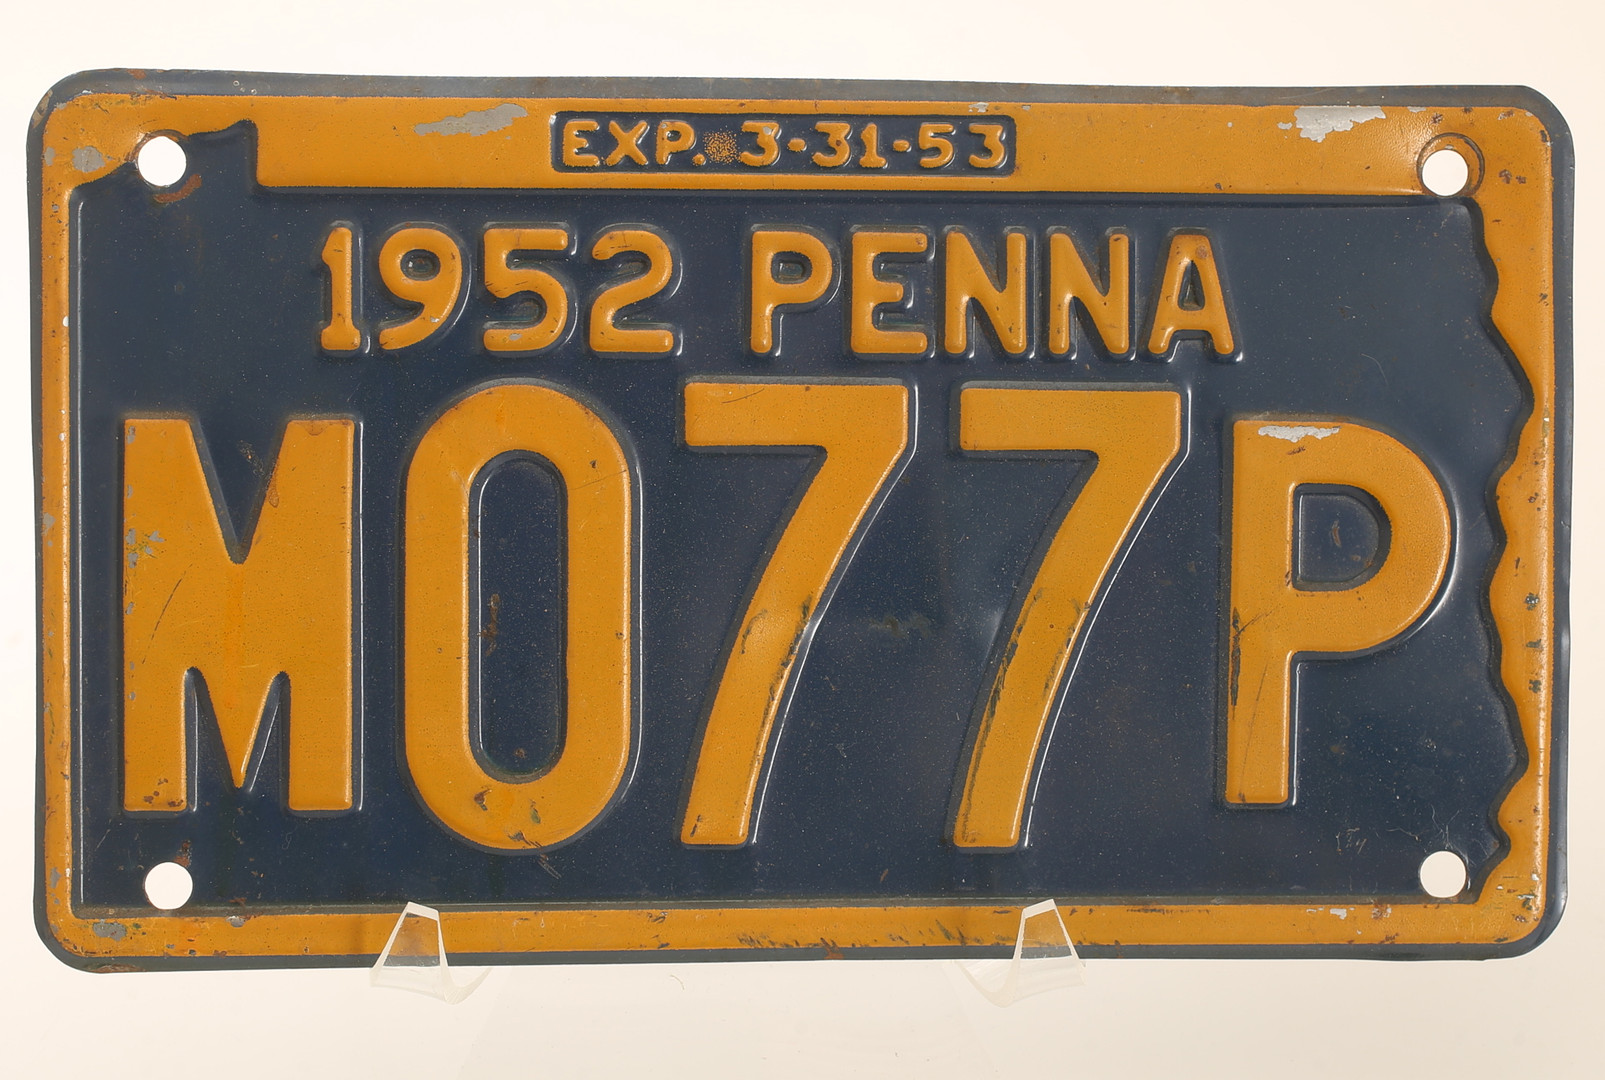 EXP. 3-31-53
1952 PENNA
M077P